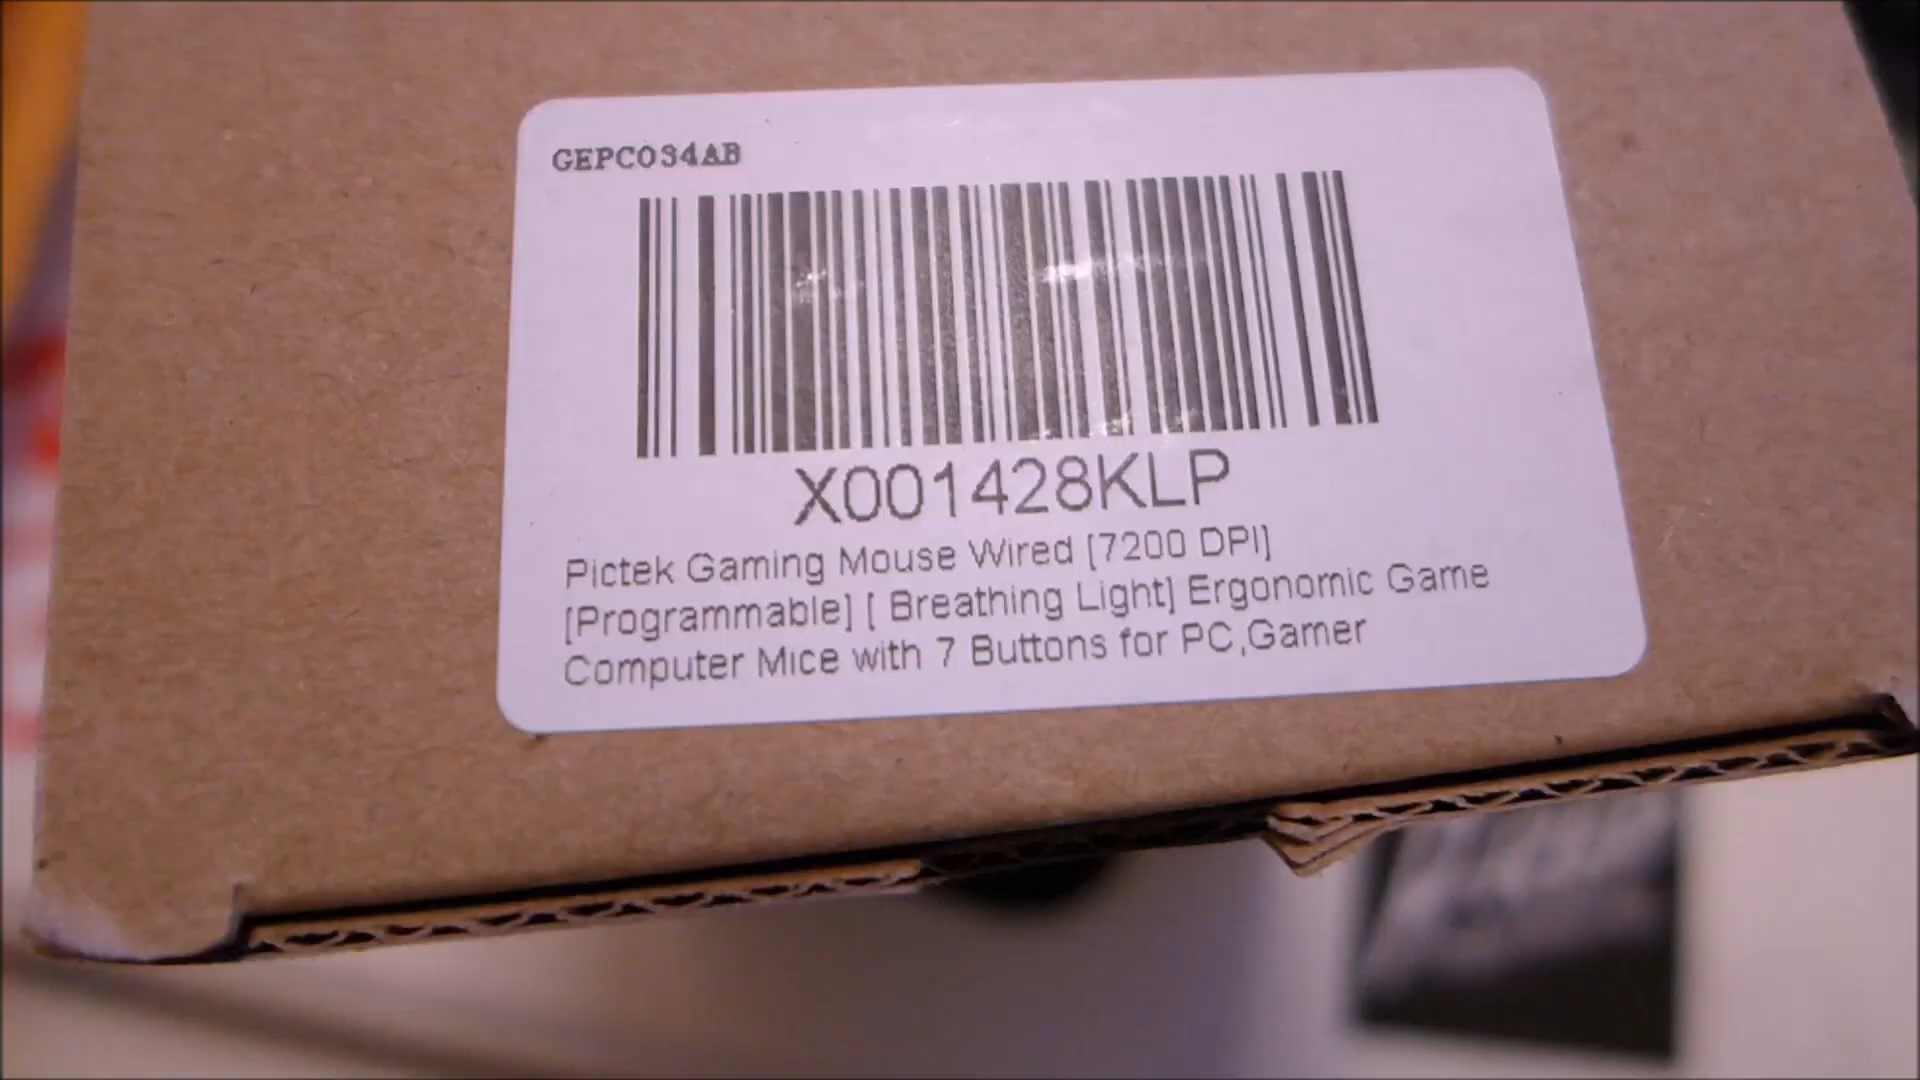 GEPC034AB
X001428KLP
Pictek Gaming Mouse Wired [7200 DPI]
[Programmable] [ Breathing Light] Ergonomic Game
Computer Mice with 7 Buttons for PC,Gamer